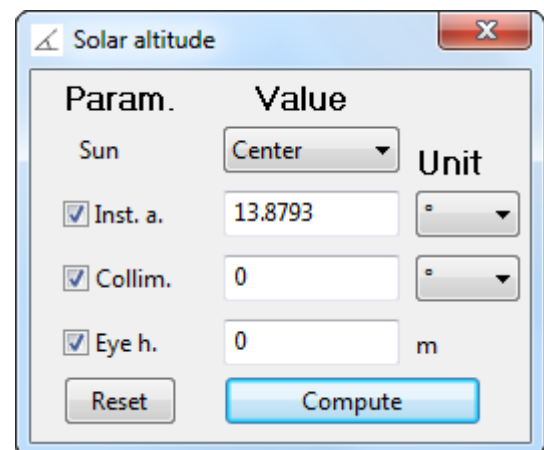 Solar altitude
Param. Value
Sun Center Unit
Inst. a. 13.8793 °
Collim. 0 °
Eye h. 0 m
Reset Compute